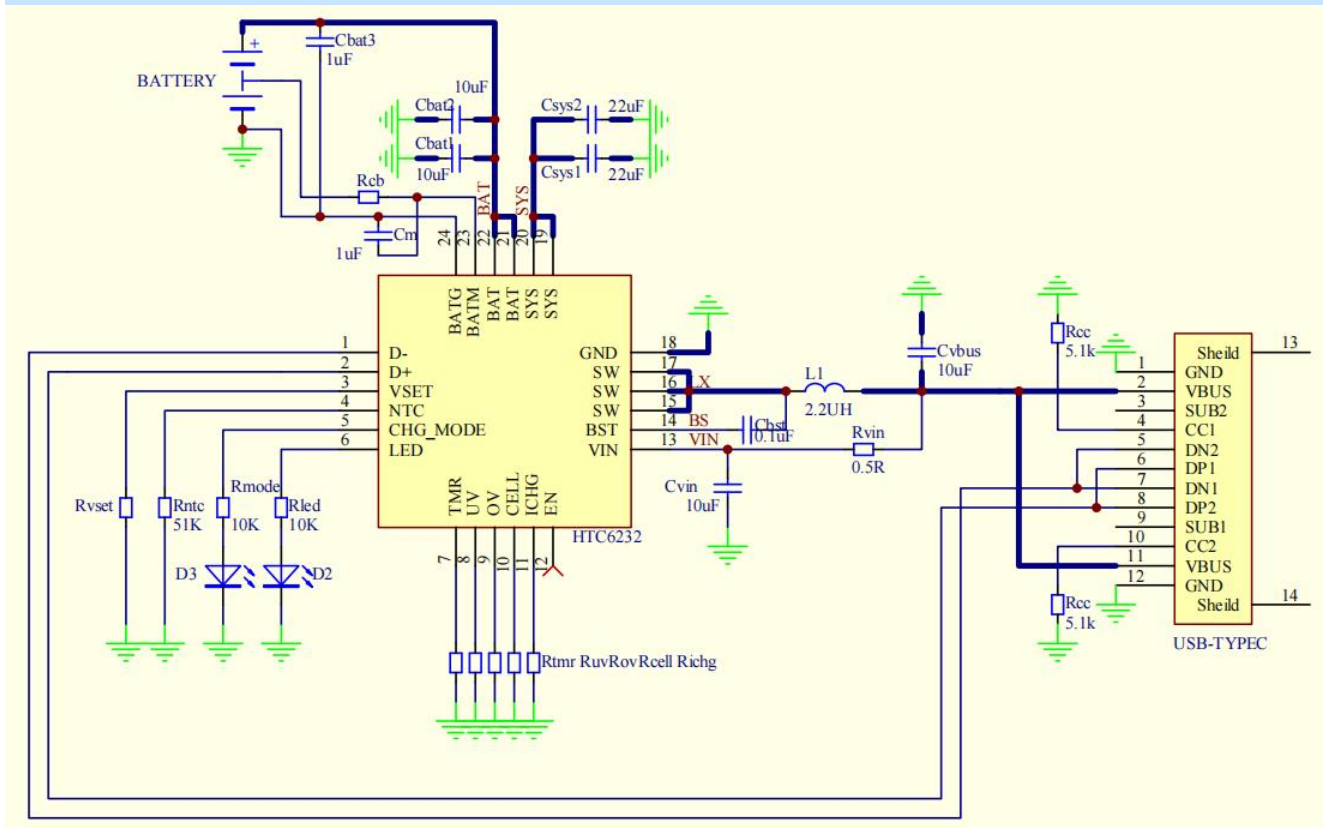 Cbat3
1uF
+
BATTERY
10uF
Cbat2
Csys2
22uF
Cbat1
10uF
Csys1
22uF
Rcb
BAT
SYS
Cm
1uF
24
23
22
21
20
19
BATG
BATM
BAT
BAT
SYS
SYS
1
D-
2
D+
3
VSET
4
NTC
5
CHG_MODE
6
LED
GND
18
SW
17
SW
16
SW
15
BST
14
VIN
13
LX
BS
VIN
L1
2.2UH
Cbst
0.1uF
Rvin
0.5R
Cvbus
10uF
Cvin
10uF
TMR
UV
OV
CELL
ICHG
EN
7
8
9
10
11
12
HTC6232
Rvset
Rntc
51K
Rmode
10K
Rled
10K
D3
D2
Rtmr RuvRovRcell Richg
Rcc
5.1k
Sheild
13
1
GND
2
VBUS
3
SUB2
4
CC1
5
DN2
6
DP1
7
DN1
8
DP2
9
SUB1
10
CC2
11
VBUS
12
GND
Sheild
14
Rcc
5.1k
USB-TYPEC